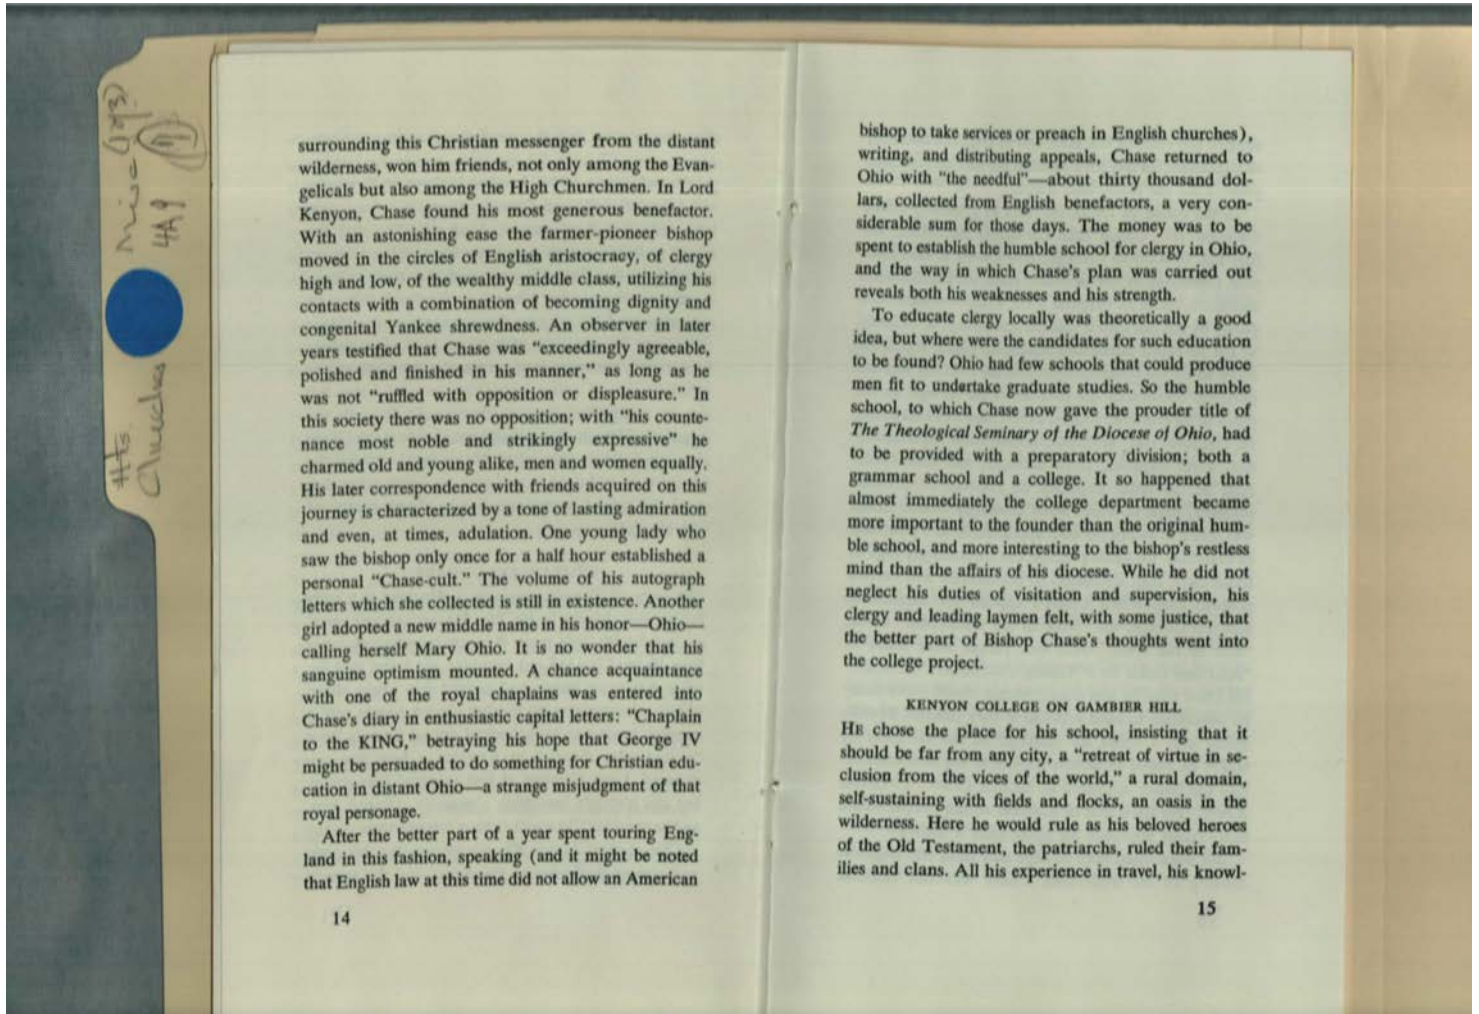 surrounding this Christian messenger from the distant
wilderness, won him friends, not only among the Evan-
gelicals but also among the High Churchmen. In Lord
Kenyon, Chase found his most generous benefactor.
With an astonishing ease the farmer-pioneer bishop
moved in the circles of English aristocracy, of clergy
high and low, of the wealthy middle class, utilizing his
contacts with a combination of becoming dignity and
congenital Yankee shrewdness. An observer in later
years testified that Chase was “exceedingly agreeable,
polished and finished in his manner,” as long as he
was not “ruffled with opposition or displeasure.” In
this society there was no opposition; with “his counte-
nance most noble and strikingly expressive” he
charmed old and young alike, men and women equally.
His later correspondence with friends acquired on this
journey is characterized by a tone of lasting admiration
and even, at times, adulation. One young lady who
saw the bishop only once for a half hour established a
personal “Chase-cult.” The volume of his autograph
letters which she collected is still in existence. Another
girl adopted a new middle name in his honor—Ohio—
calling herself Mary Ohio. It is no wonder that his
sanguine optimism mounted. A chance acquaintance
with one of the royal chaplains was entered into
Chase's diary in enthusiastic capital letters: “Chaplain
to the KING,” betraying his hope that George IV
might be persuaded to do something for Christian edu-
cation in distant Ohio—a strange misjudgment of that
royal personage.
After the better part of a year spent touring Eng-
land in this fashion, speaking (and it might be noted
that English law at this time did not allow an American
14
bishop to take services or preach in English churches),
writing, and distributing appeals, Chase returned to
Ohio with “the needful”—about thirty thousand dol-
lars, collected from English benefactors, a very con-
siderable sum for those days. The money was to be
spent to establish the humble school for clergy in Ohio,
and the way in which Chase's plan was carried out
reveals both his weaknesses and his strength.
To educate clergy locally was theoretically a good
idea, but where were the candidates for such education
to be found? Ohio had few schools that could produce
men fit to undertake graduate studies. So the humble
school, to which Chase now gave the prouder title of
The Theological Seminary of the Diocese of Ohio, had
to be provided with a preparatory division; both a
grammar school and a college. It so happened that
almost immediately the college department became
more important to the founder than the original hum-
ble school, and more interesting to the bishop's restless
mind than the affairs of his diocese. While he did not
neglect his duties of visitation and supervision, his
clergy and leading laymen felt, with some justice, that
the better part of Bishop Chase's thoughts went into
the college project.
KENYON COLLEGE ON GAMBIER HILL
HE chose the place for his school, insisting that it
should be far from any city, a “retreat of virtue in se-
clusion from the vices of the world,” a rural domain,
self-sustaining with fields and flocks, an oasis in the
wilderness. Here he would rule as his beloved heroes
of the Old Testament, the patriarchs, ruled their fam-
ilies and clans. All his experience in travel, his knowl-
15
Churches